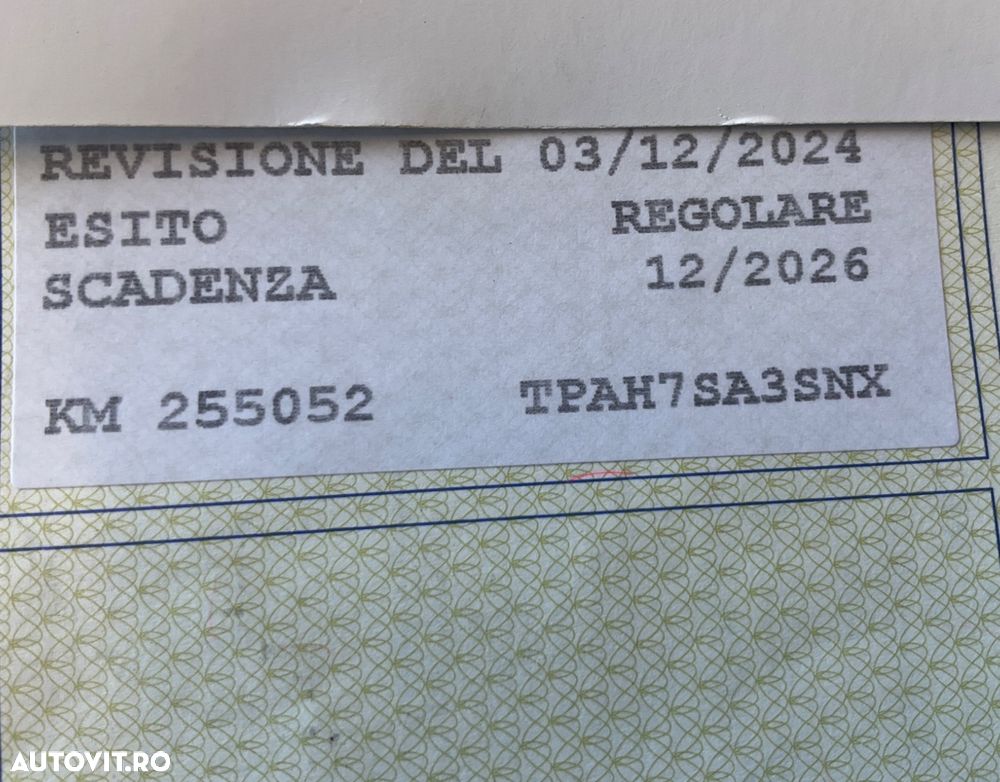 REVISIONE DEL 03/12/2024
ESITO REGOLARE
SCADENZA 12/2026
KM 255052 TPAH7SA3SNX
AUTOVIT.RO